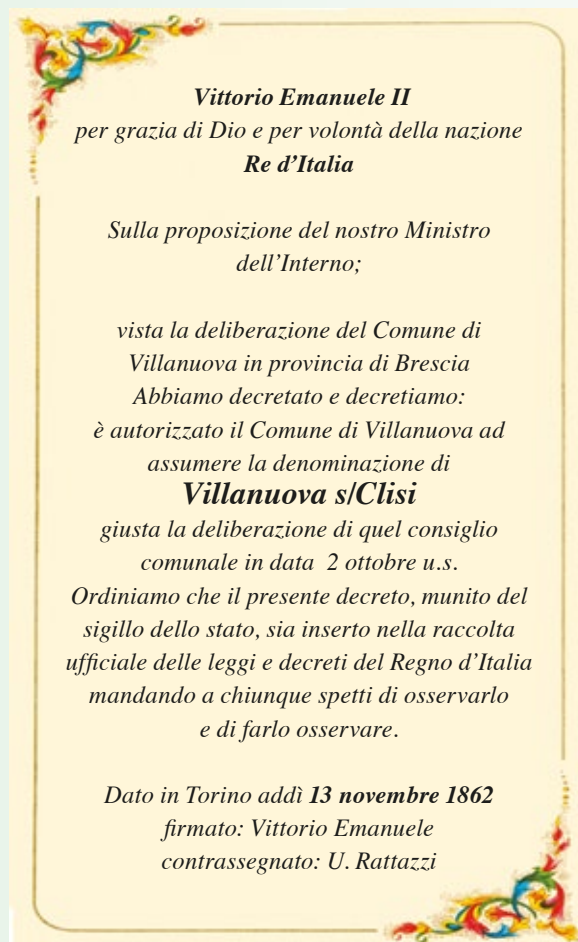 Vittorio Emanuele II
per grazia di Dio e per volontà della nazione
Re d'Italia
Sulla proposizione del nostro Ministro
dell'Interno;
vista la deliberazione del Comune di
Villanuova in provincia di Brescia
Abbiamo decretato e decretiamo:
è autorizzato il Comune di Villanuova ad
assumere la denominazione di
Villanuova s/Clisi
giusta la deliberazione di quel consiglio
comunale in data 2 ottobre u.s.
Ordiniamo che il presente decreto, munito del
sigillo dello stato, sia inserto nella raccolta
ufficiale delle leggi e decreti del Regno d'Italia
mandando a chiunque spetti di osservarlo
e di farlo osservare.
Dato in Torino addì 13 novembre 1862
firmato: Vittorio Emanuele
contrassegnato: U. Rattazzi